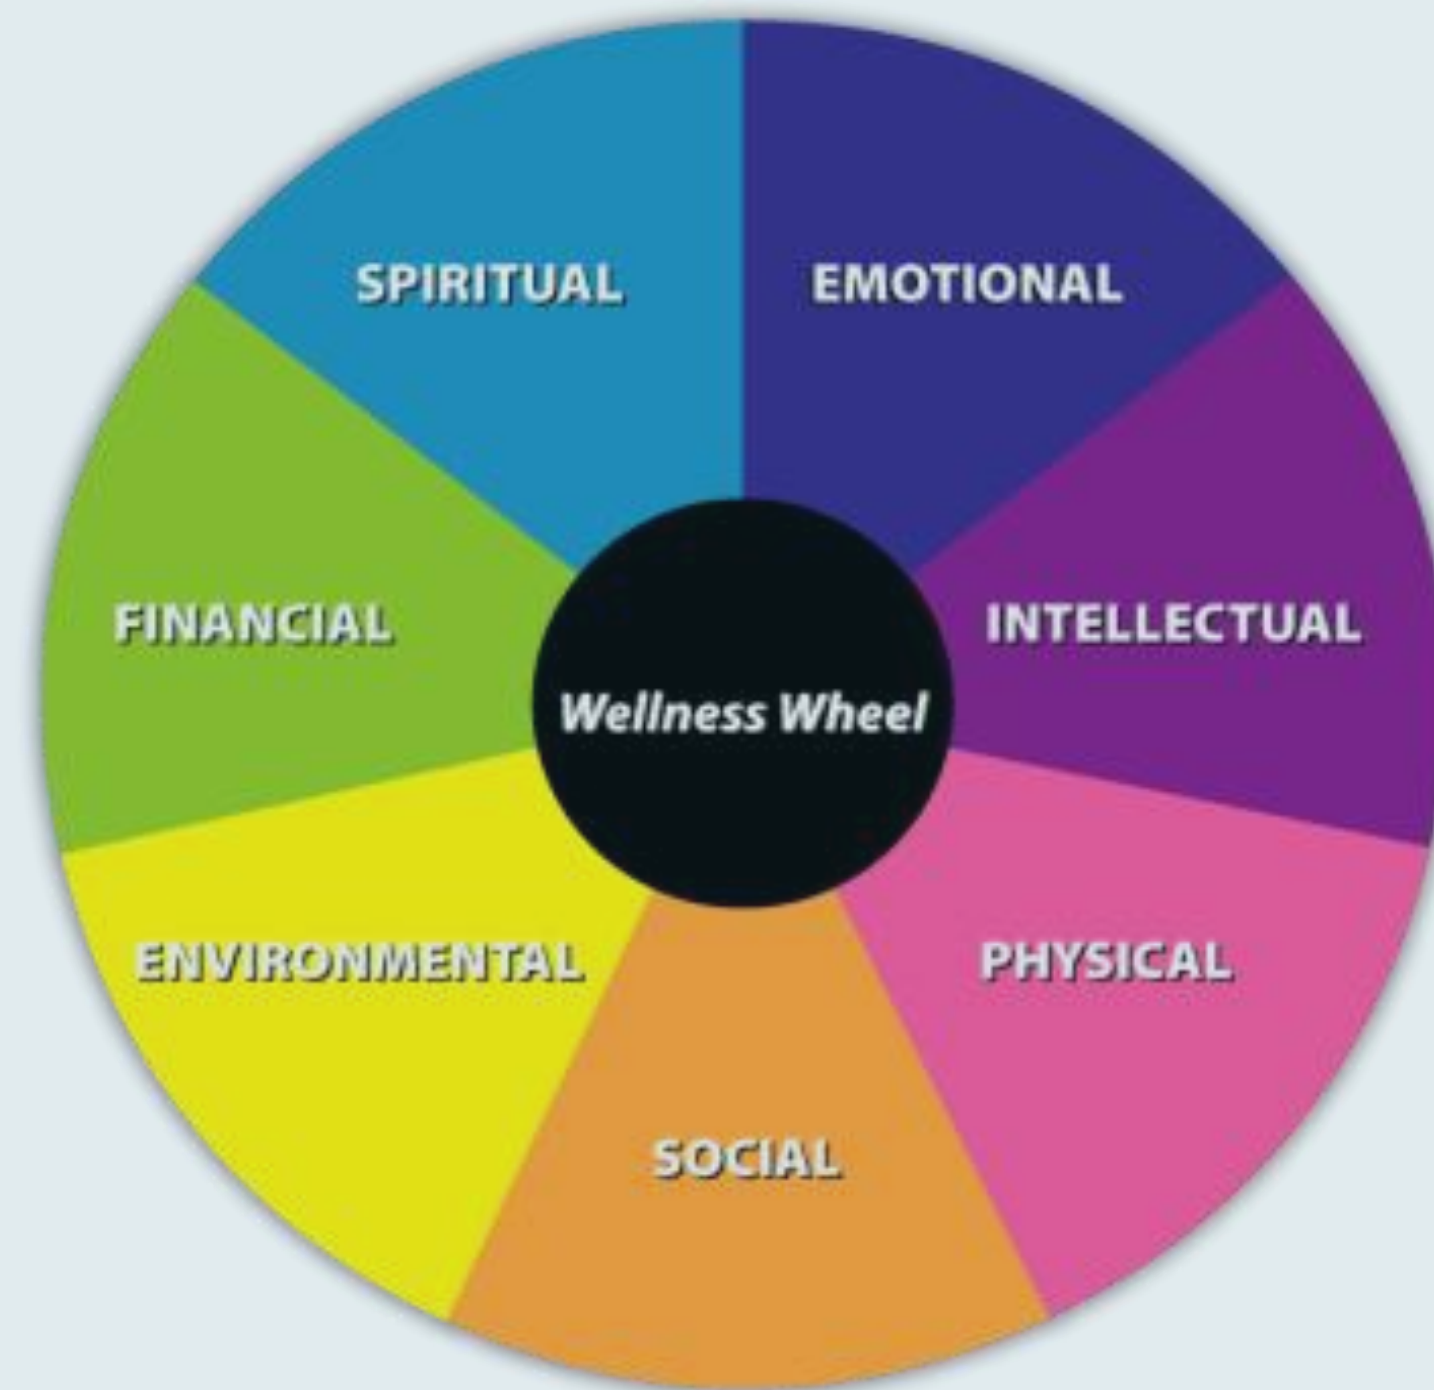 SPIRITUAL
EMOTIONAL
FINANCIAL
INTELLECTUAL
Wellness Wheel
ENVIRONMENTAL
PHYSICAL
SOCIAL